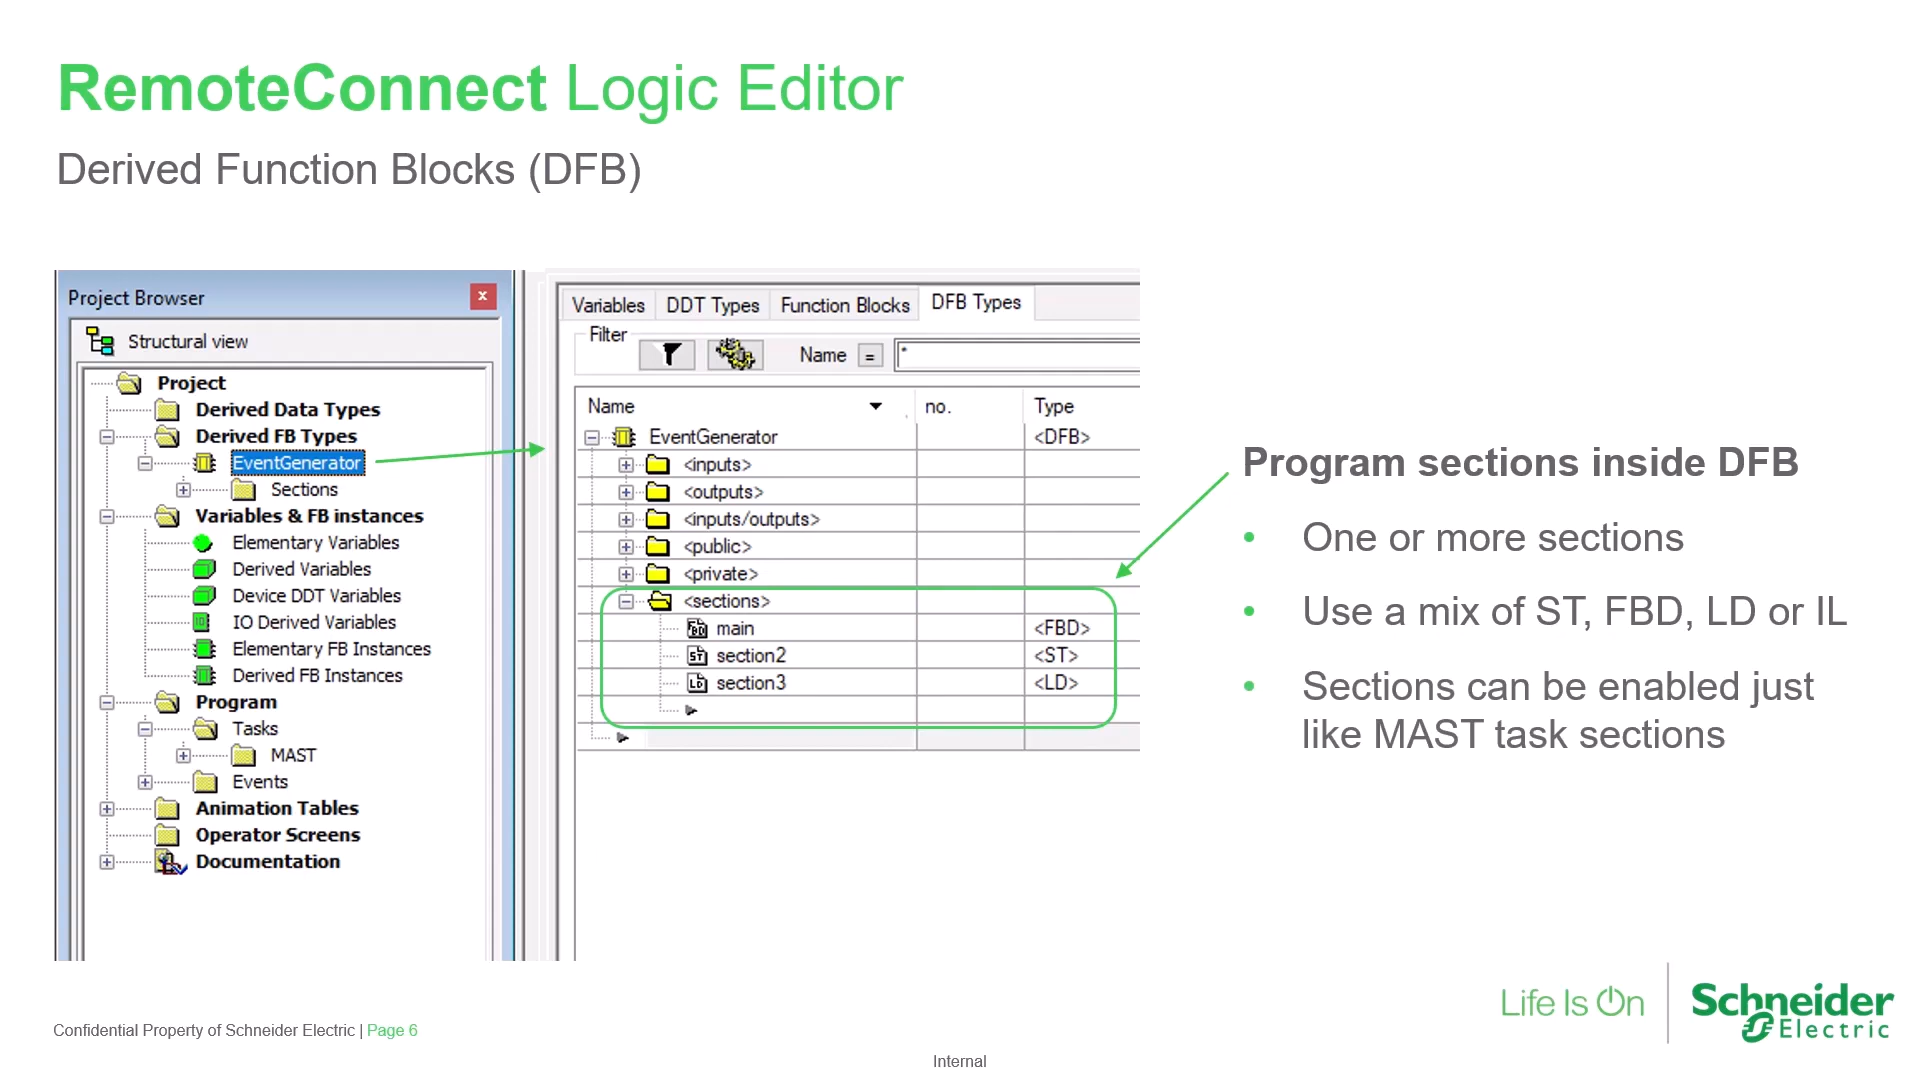 RemoteConnect Logic Editor
Derived Function Blocks (DFB)
Project Browser
x
Structural view
Project
Derived Data Types
Derived FB Types
EventGenerator
Sections
Variables & FB instances
Elementary Variables
Derived Variables
Device DDT Variables
IO Derived Variables
Elementary FB Instances
Derived FB Instances
Program
Tasks
MAST
Events
Animation Tables
Operator Screens
Documentation
Variables DDT Types Function Blocks DFB Types
Filter
Name = *
Name no. Type
EventGenerator <DFB>
<inputs>
<outputs>
<inputs/outputs>
<public>
<private>
<sections>
main <FBD>
section2 <ST>
section3 <LD>
Program sections inside DFB
• One or more sections
• Use a mix of ST, FBD, LD or IL
• Sections can be enabled just
like MAST task sections
Life Is On
Schneider
Electric
Confidential Property of Schneider Electric | Page 6
Internal